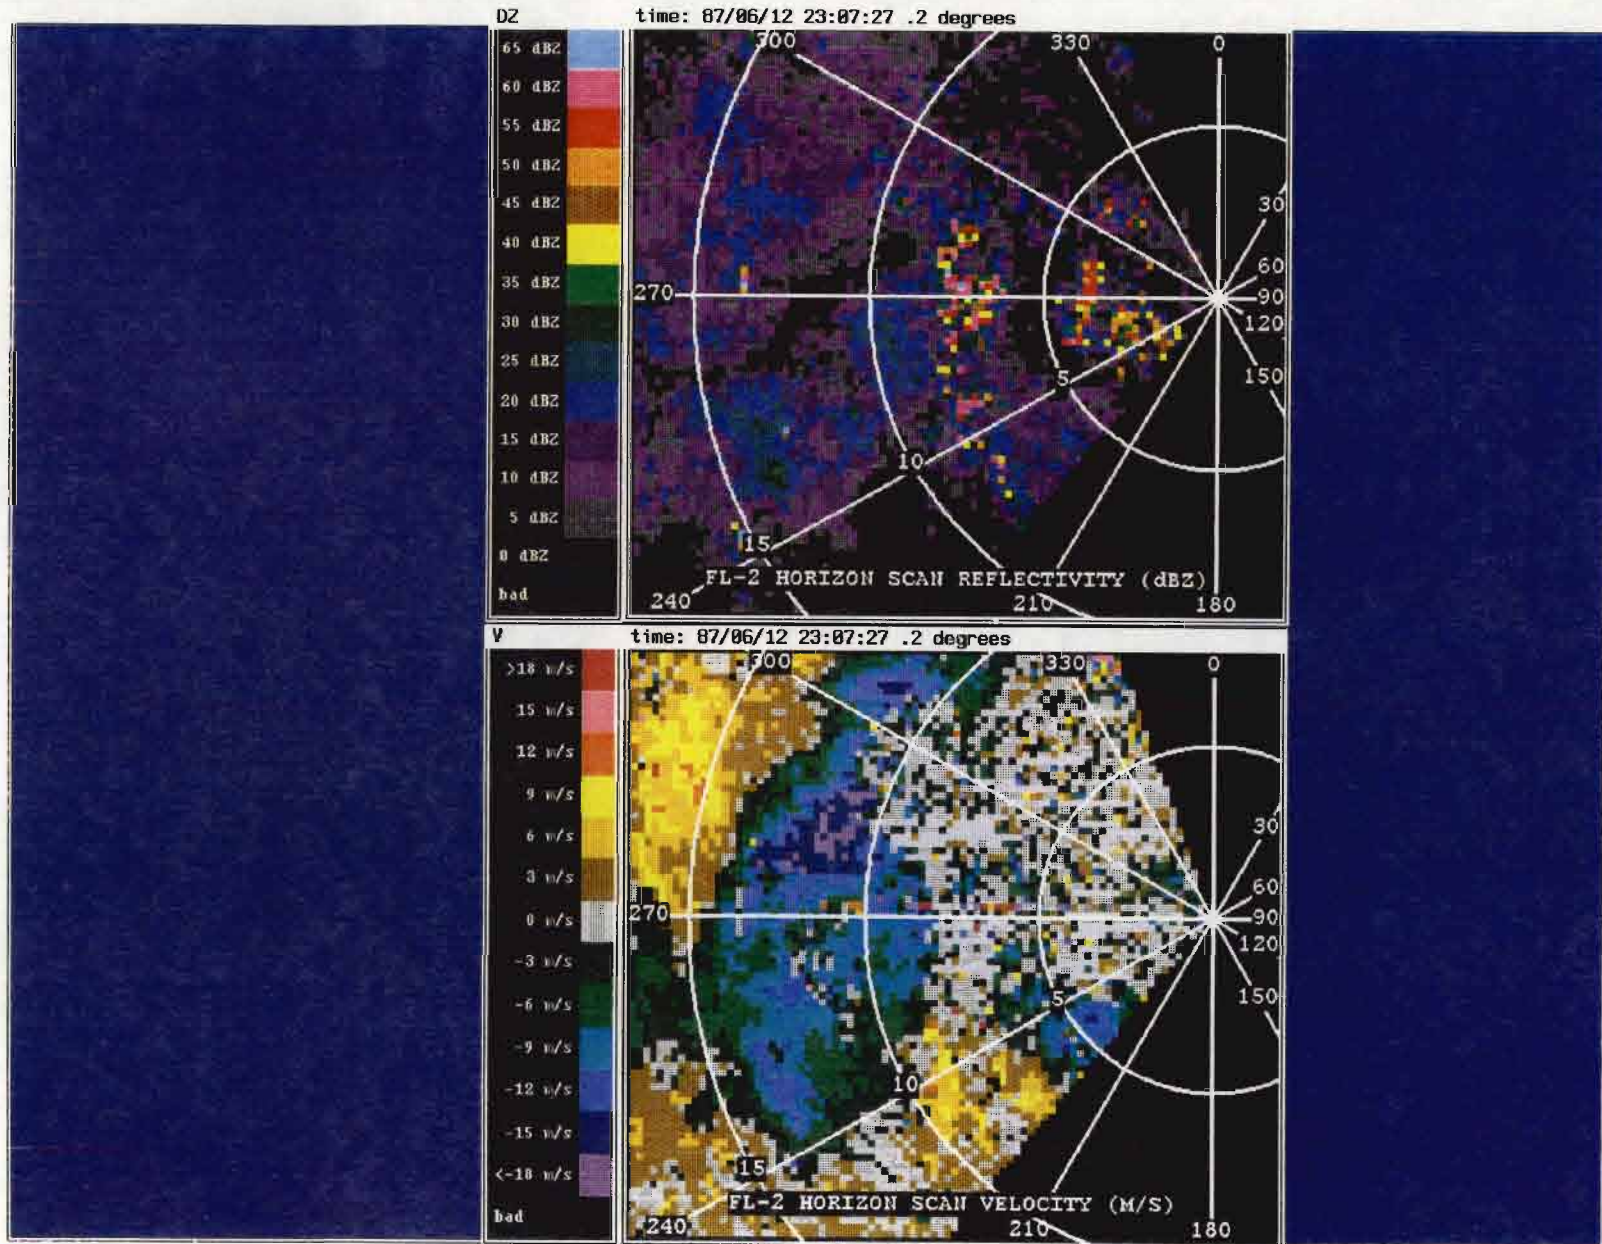 DZ
time: 87/06/12 23:07:27 .2 degrees
65 dBZ
60 dBZ
55 dBZ
50 dBZ
45 dBZ
40 dBZ
35 dBZ
30 dBZ
25 dBZ
20 dBZ
15 dBZ
10 dBZ
5 dBZ
0 dBZ
bad
300
330
0
30
60
270
90
120
150
5
10
15
FL-2 HORIZON SCAN REFLECTIVITY (dBZ)
240
210
180
V
time: 87/06/12 23:07:27 .2 degrees
>18 m/s
15 m/s
12 m/s
9 m/s
6 m/s
3 m/s
0 m/s
-3 m/s
-6 m/s
-9 m/s
-12 m/s
-15 m/s
<-18 m/s
bad
300
330
0
30
60
270
90
120
150
5
10
15
FL-2 HORIZON SCAN VELOCITY (M/S)
240
210
180